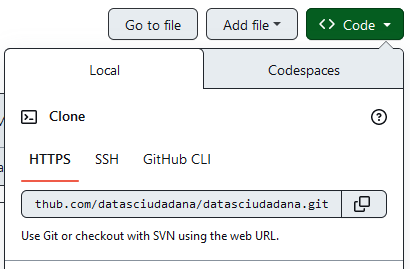 Go to file Add file Code
Local Codespaces
Clone
HTTPS SSH GitHub CLI
thub.com/datasciudadana/datasciudadana.git
Use Git or checkout with SVN using the web URL.